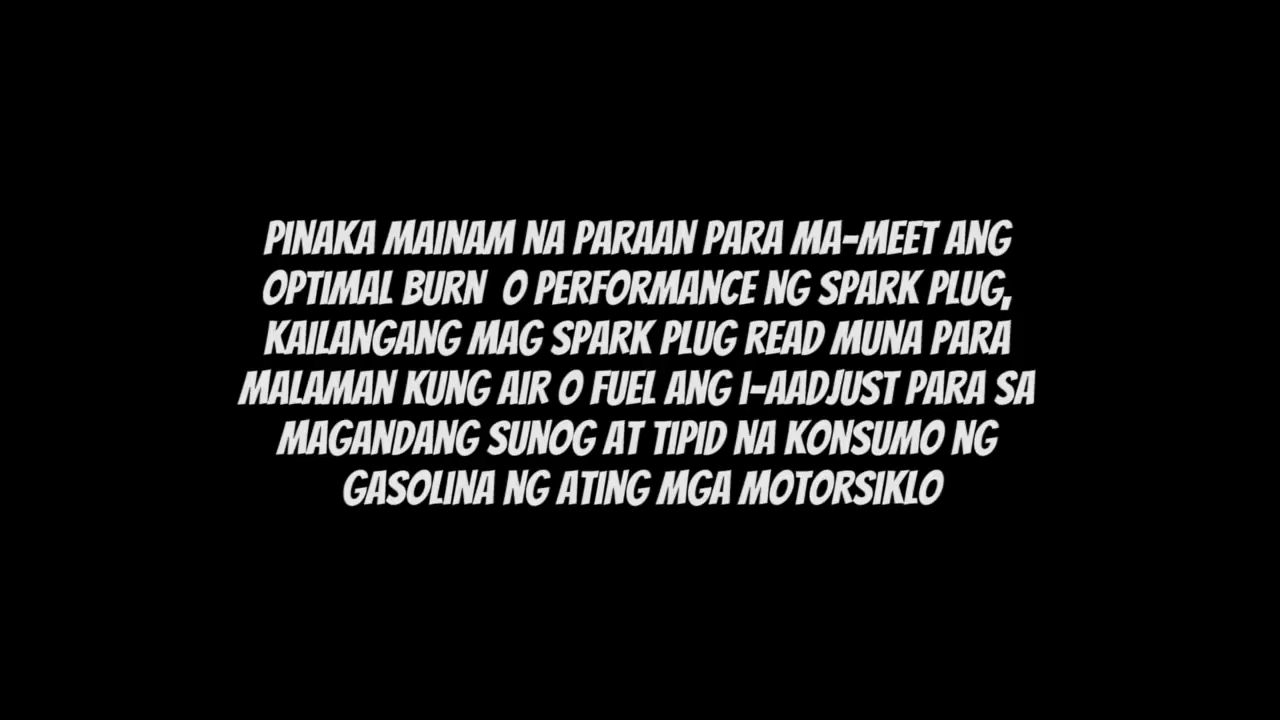 PINAKA MAINAM NA PARAAN PARA MA-MEET ANG
OPTIMAL BURN O PERFORMANCE NG SPARK PLUG,
KAILANGANG MAG SPARK PLUG READ MUNA PARA
MALAMAN KUNG AIR O FUEL ANG I-AADJUST PARA SA
MAGANDANG SUNOG AT TIPID NA KONSUMO NG
GASOLINA NG ATING MGA MOTORSIKLO